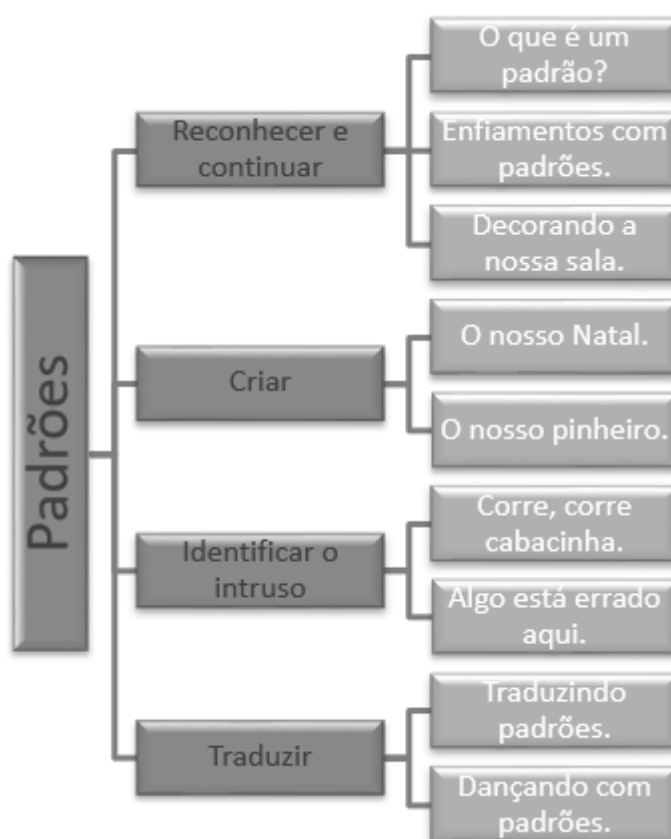 Padrões
Reconhecer e
continuar
O que é um
padrão?
Enfiamentos com
padrões.
Decorando a
nossa sala.
Criar
O nosso Natal.
O nosso pinheiro.
Identificar o
intruso
Corre, corre
cabacinha.
Algo está errado
aqui.
Traduzir
Traduzindo
padrões.
Dançando com
padrões.